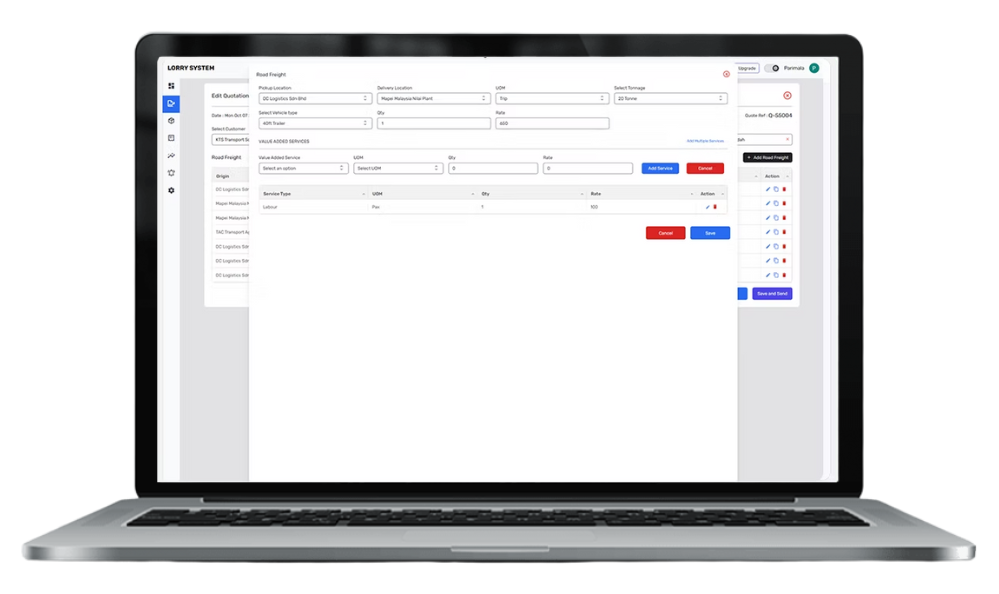 LORRY SYSTEM
Upgrade
Parimala
P
Road Freight
Pickup Location Delivery Location UOM Select Tonnage
DC Logistics Sdn Bhd Mapei Malaysia Nilai Plant Trip 20 Tonne
Select Vehicle type Qty Rate
40ft Trailer 1 650
VALUE ADDED SERVICES Add Multiple Services
Value Added Service UOM Qty Rate
Select an option Select UOM 0 0 Add Service Cancel
Service Type UOM Qty Rate Action
Labour Pax 1 100
Cancel Save
Edit Quotation
Date : Mon Oct 07 Quote Ref : Q-55004
Select Customer
KTS Transport
Road Freight + Add Road Freight
Origin Action
DC Logistics Sdn
Mapei Malaysia
Mapei Malaysia
TAC Transport
DC Logistics Sdn
DC Logistics Sdn
DC Logistics Sdn
Save and Send